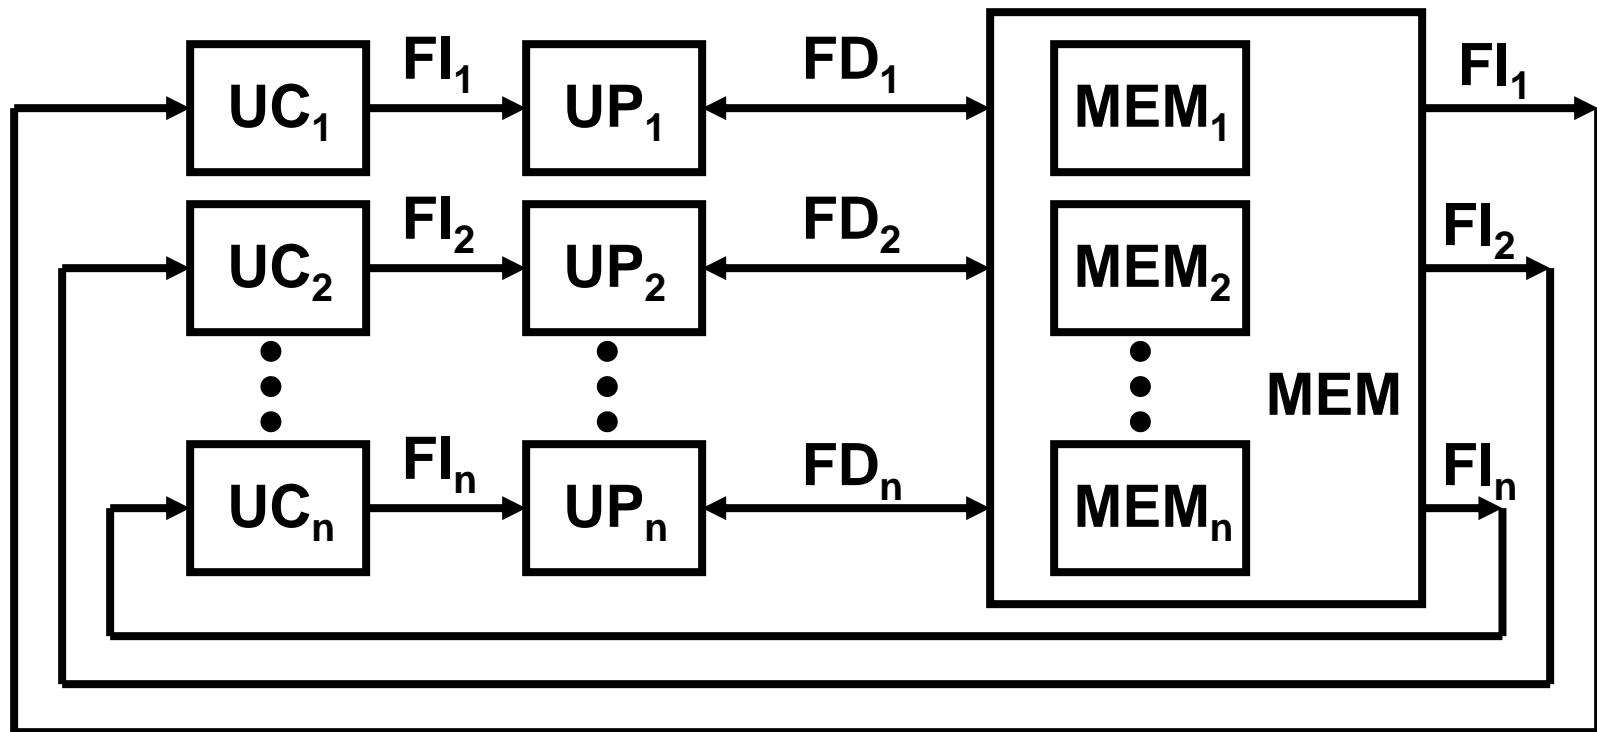 FI₁ FD₁ FI₁
UC₁ UP₁ MEM₁
FI₂ FD₂ FI₂
UC₂ UP₂ MEM₂
MEM
FIₙ FDₙ FIₙ
UCₙ UPₙ MEMₙ